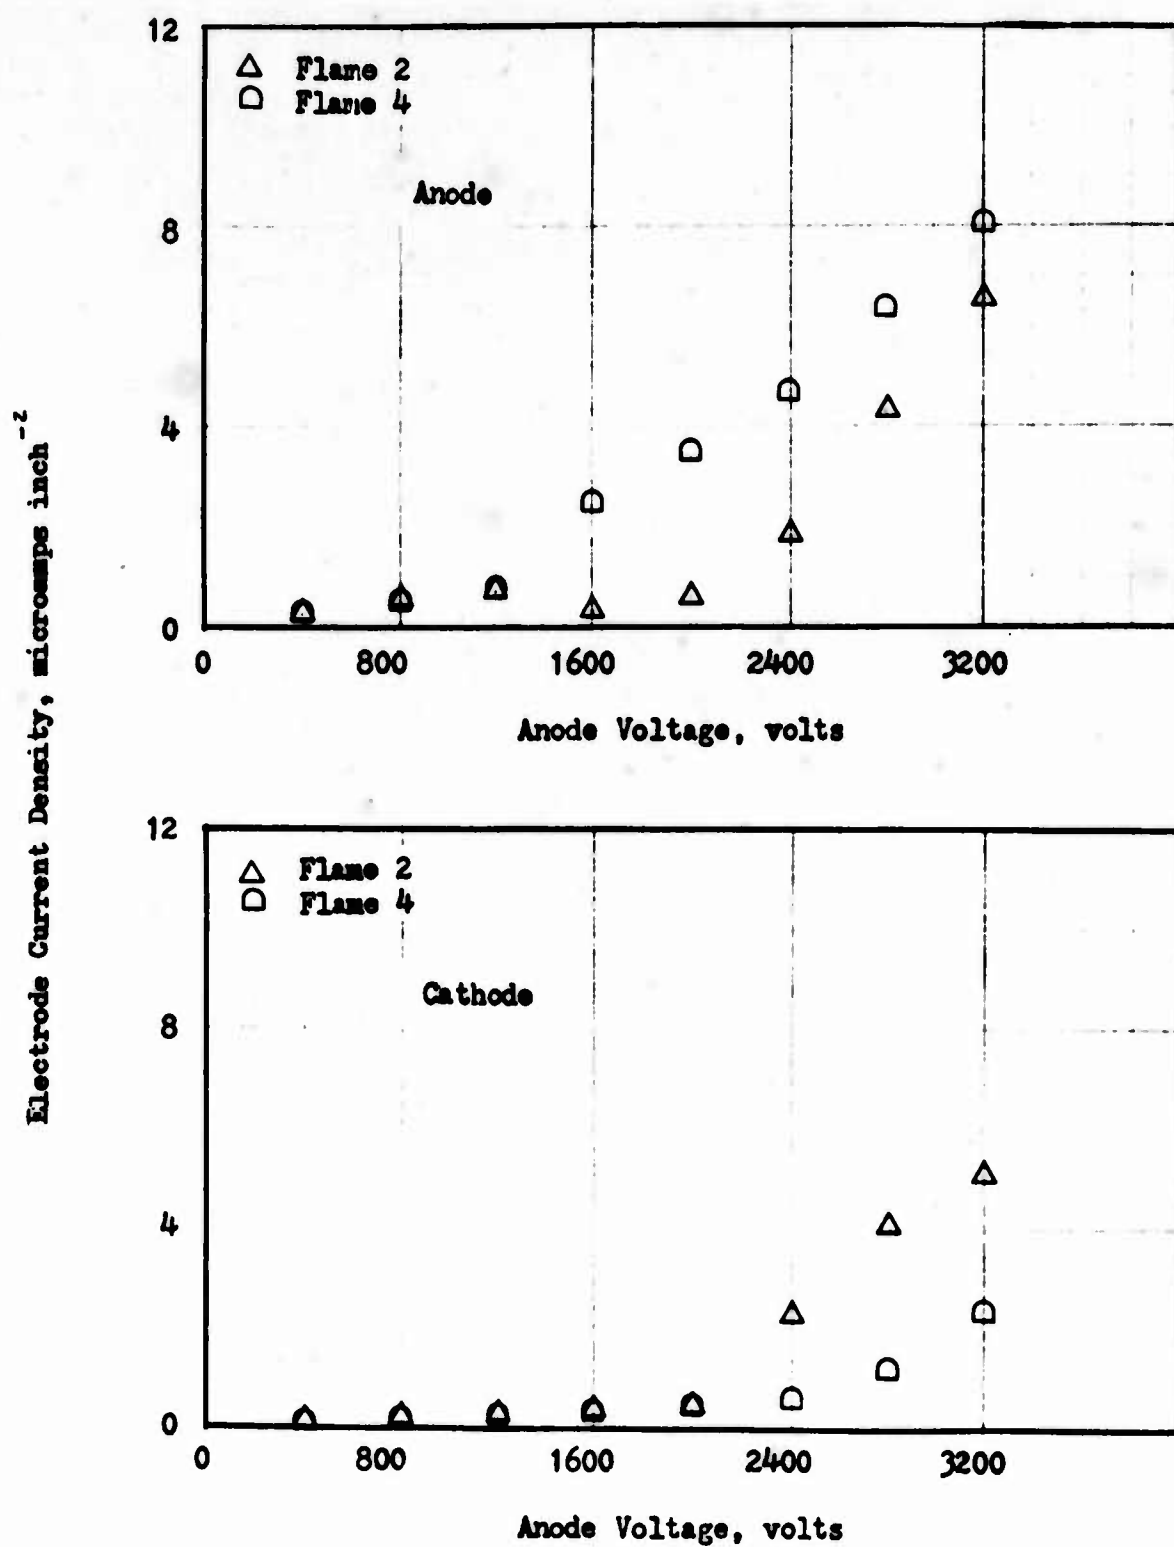 12
Flame 2
Flame 4
Anode
8
4
0
0 800 1600 2400 3200
Anode Voltage, volts
Electrode Current Density, microamps inch⁻²
12
Flame 2
Flame 4
Cathode
8
4
0
0 800 1600 2400 3200
Anode Voltage, volts